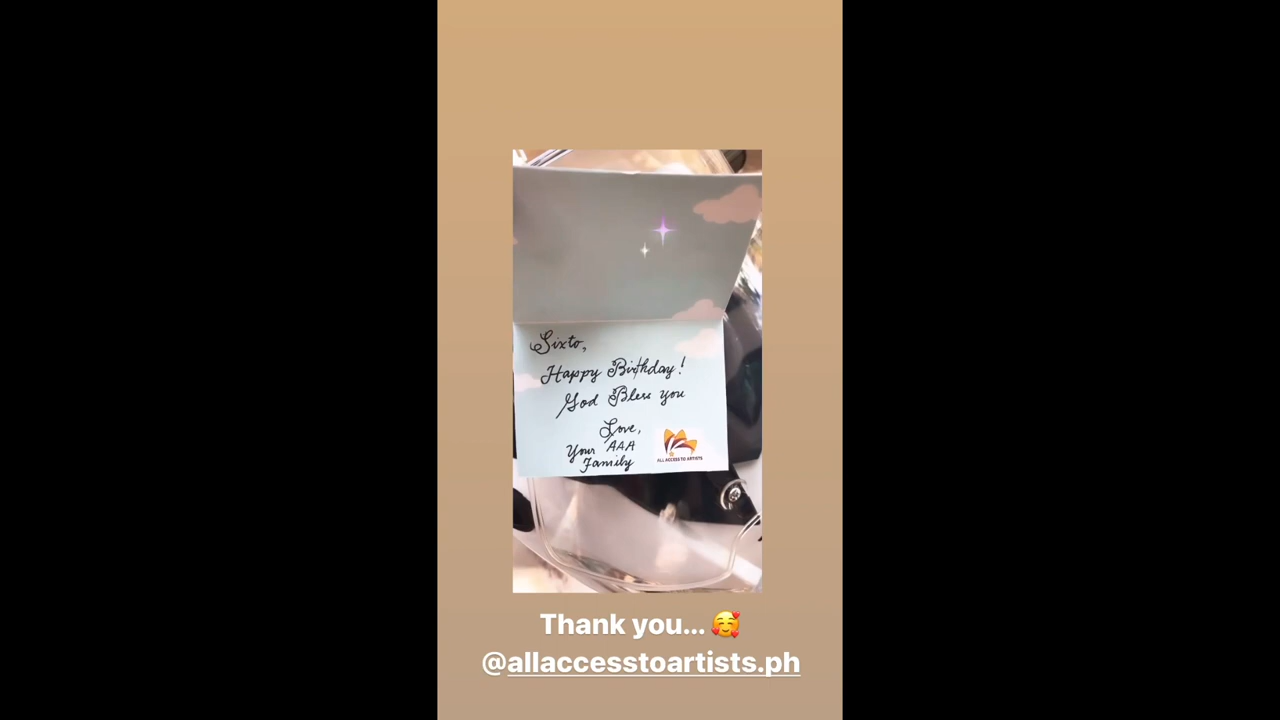 Sixto,
Happy Birthday!
God Bless you
Love,
Your AAA
Family
ALL ACCESS TO ARTISTS
Thank you... 🥰
@allaccesstoartists.ph